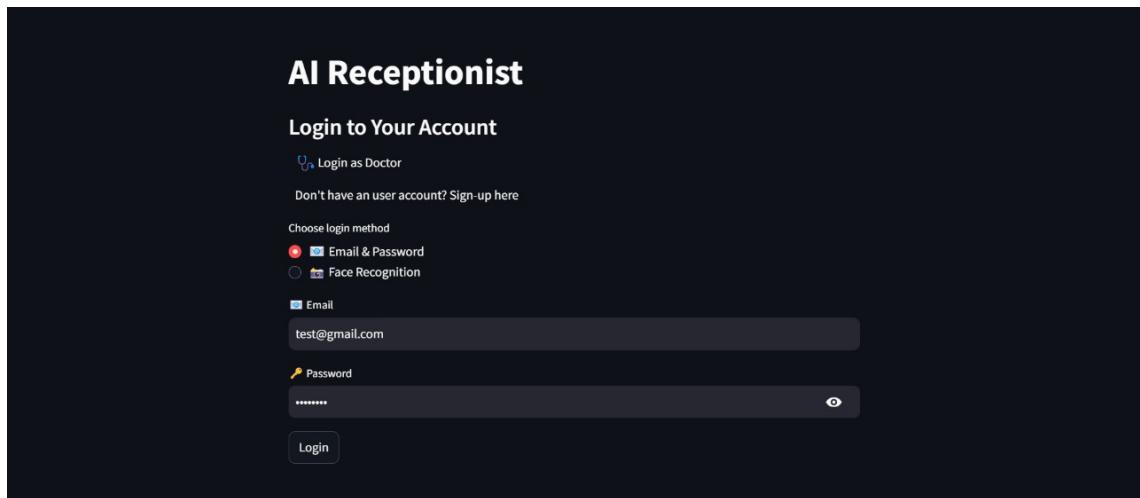 AI Receptionist
Login to Your Account
🩺 Login as Doctor
Don't have an user account? Sign-up here
Choose login method
📧 Email & Password
📸 Face Recognition
📧 Email
test@gmail.com
🔑 Password
••••••••
Login